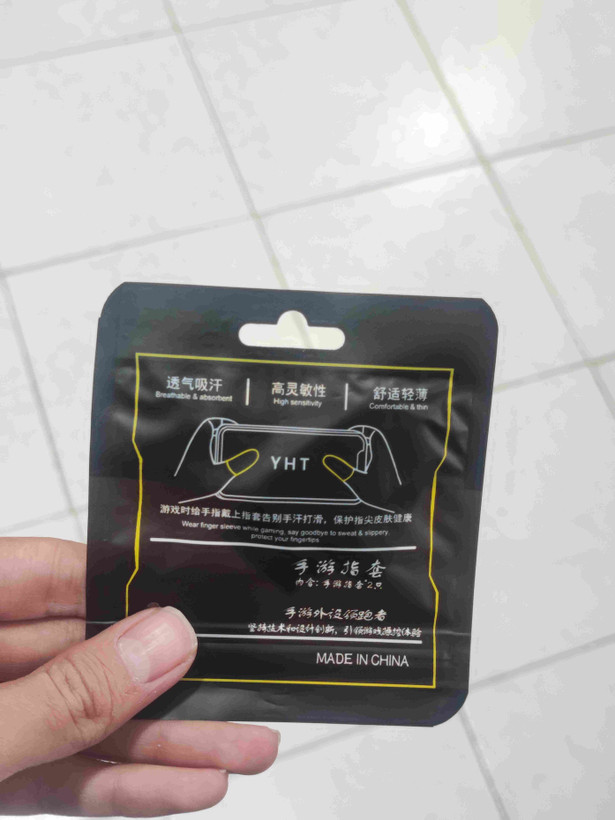 透气吸汗
Breathable & absorbent
高灵敏性
High sensitivity
舒适轻薄
Comfortable & thin
YHT
游戏时给手指戴上指套告别手汗打滑，保护指尖皮肤健康
Wear finger sleeve while gaming, say goodbye to sweat & slippery
protect your fingertips
手游指套
内含：手游指套*2只
手游外设领跑者
坚持技术和设计创新，引领游戏操控体验
MADE IN CHINA